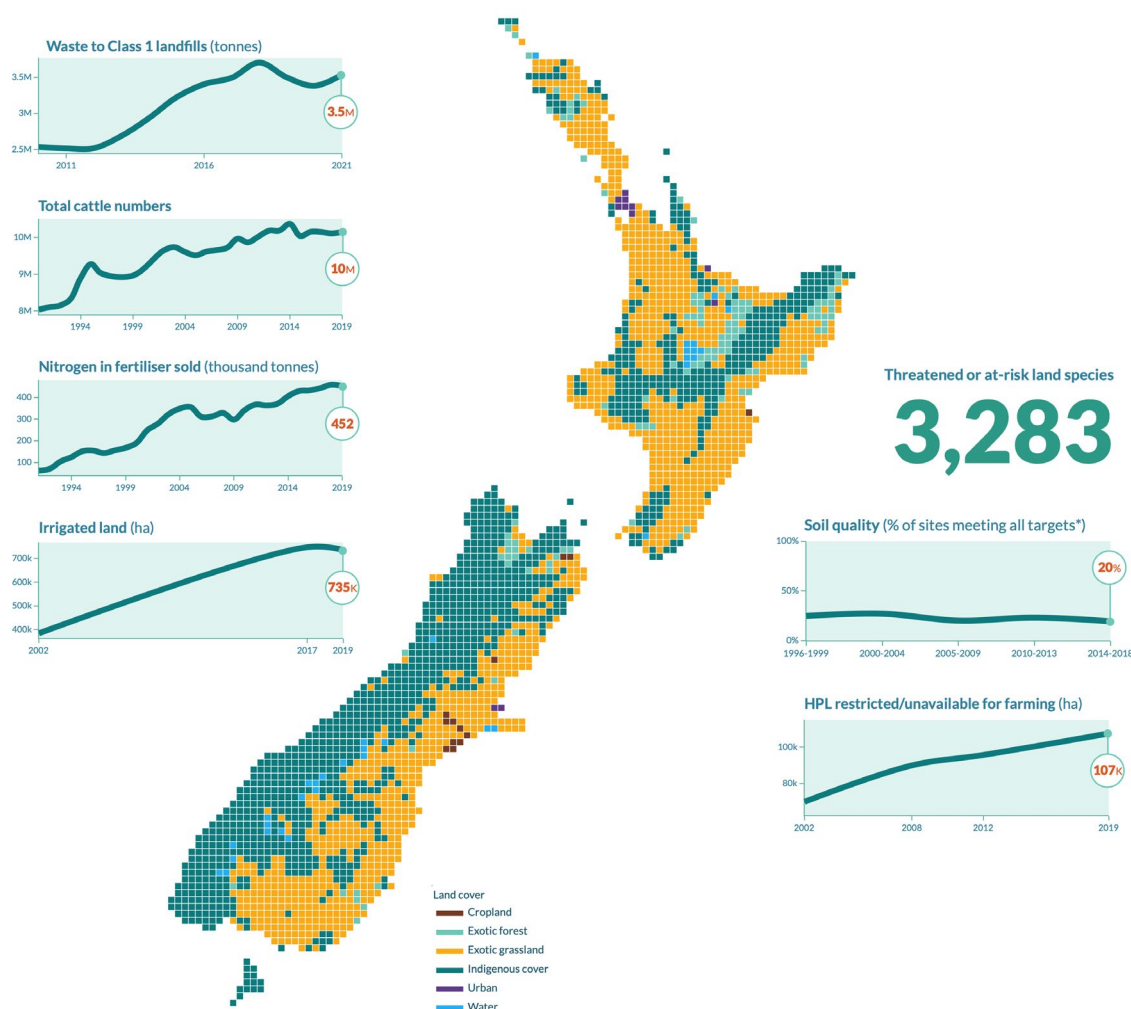 Waste to Class 1 landfills (tonnes)
3.5M
3M
2.5M
3.5M
2011 2016 2021
Total cattle numbers
10M
9M
8M
10M
1994 1999 2004 2009 2014 2019
Nitrogen in fertiliser sold (thousand tonnes)
400
300
200
100
452
1994 1999 2004 2009 2014 2019
Irrigated land (ha)
700k
600k
500k
400k
735K
2002 2017 2019
Threatened or at-risk land species
3,283
Soil quality (% of sites meeting all targets*)
100%
50%
0%
20%
1996-1999 2000-2004 2005-2009 2010-2013 2014-2018
HPL restricted/unavailable for farming (ha)
100k
80k
107K
2002 2008 2012 2019
Land cover
Cropland
Exotic forest
Exotic grassland
Indigenous cover
Urban
Water